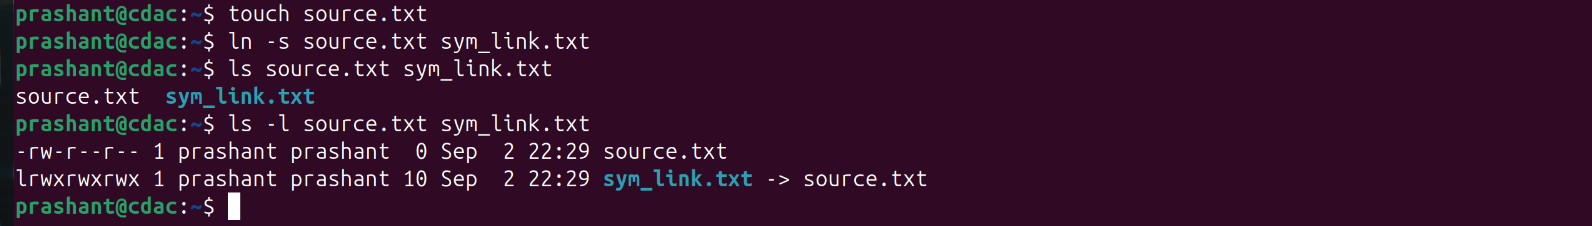 prashant@cdac:~$ touch source.txt
prashant@cdac:~$ ln -s source.txt sym_link.txt
prashant@cdac:~$ ls source.txt sym_link.txt
source.txt  sym_link.txt
prashant@cdac:~$ ls -l source.txt sym_link.txt
-rw-r--r-- 1 prashant prashant  0 Sep  2 22:29 source.txt
lrwxrwxrwx 1 prashant prashant 10 Sep  2 22:29 sym_link.txt -> source.txt
prashant@cdac:~$